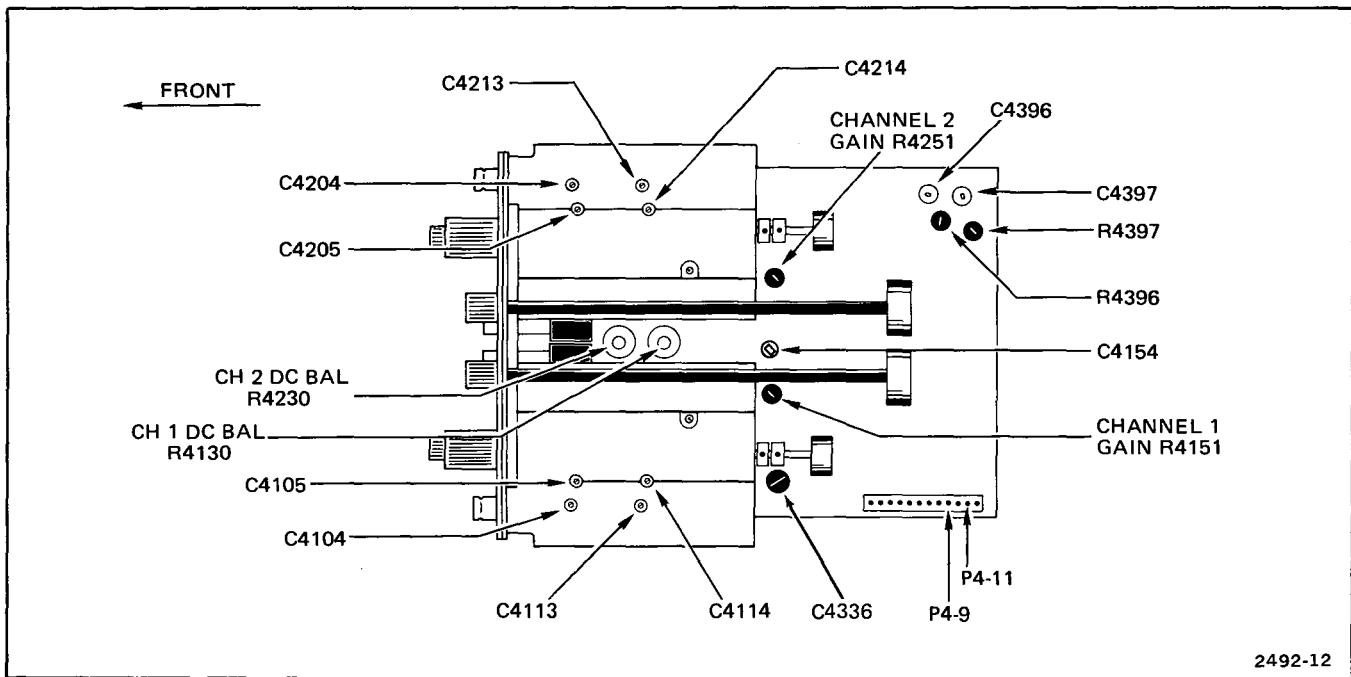 FRONT
C4213
C4214
CHANNEL 2
GAIN R4251
C4396
C4204
C4397
C4205
R4397
R4396
C4154
CH 2 DC BAL
R4230
CH 1 DC BAL
R4130
CHANNEL 1
GAIN R4151
C4105
C4104
C4113
C4114
C4336
P4-9
P4-11
2492-12